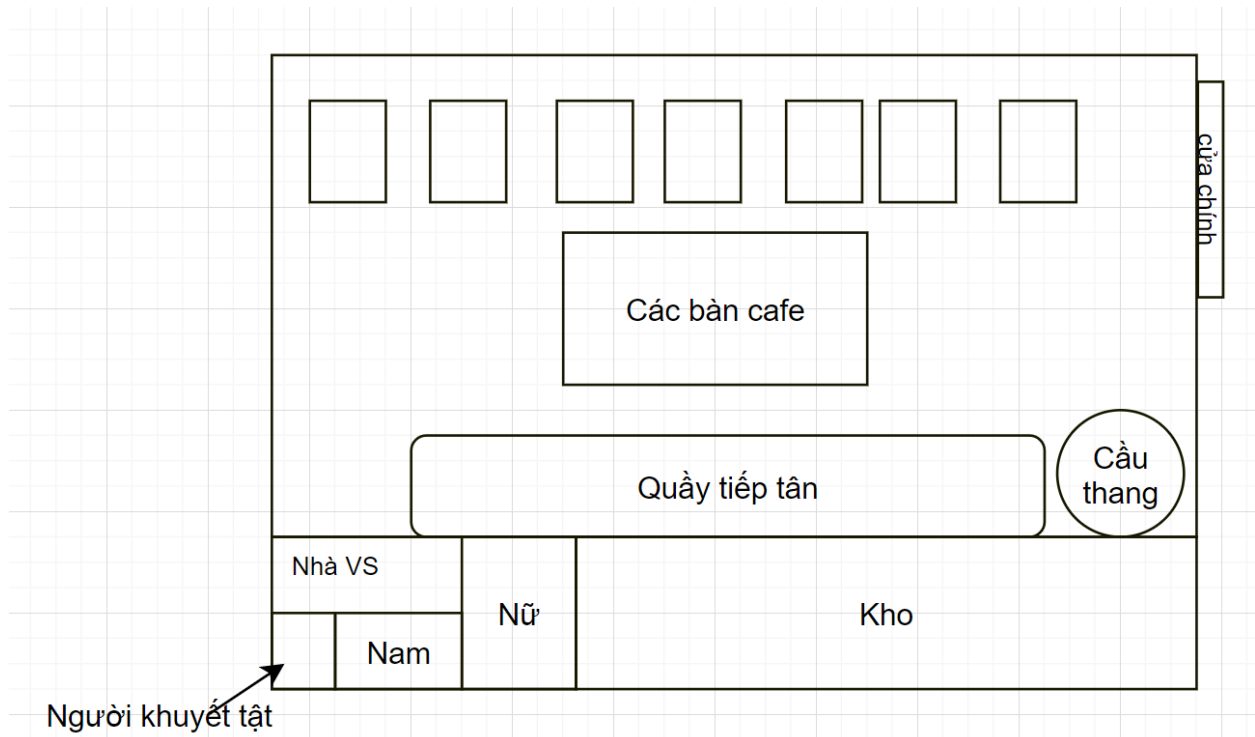 cửa chính
Các bàn cafe
Cầu
thang
Quầy tiếp tân
Nhà VS
Nữ
Kho
Nam
Người khuyết tật